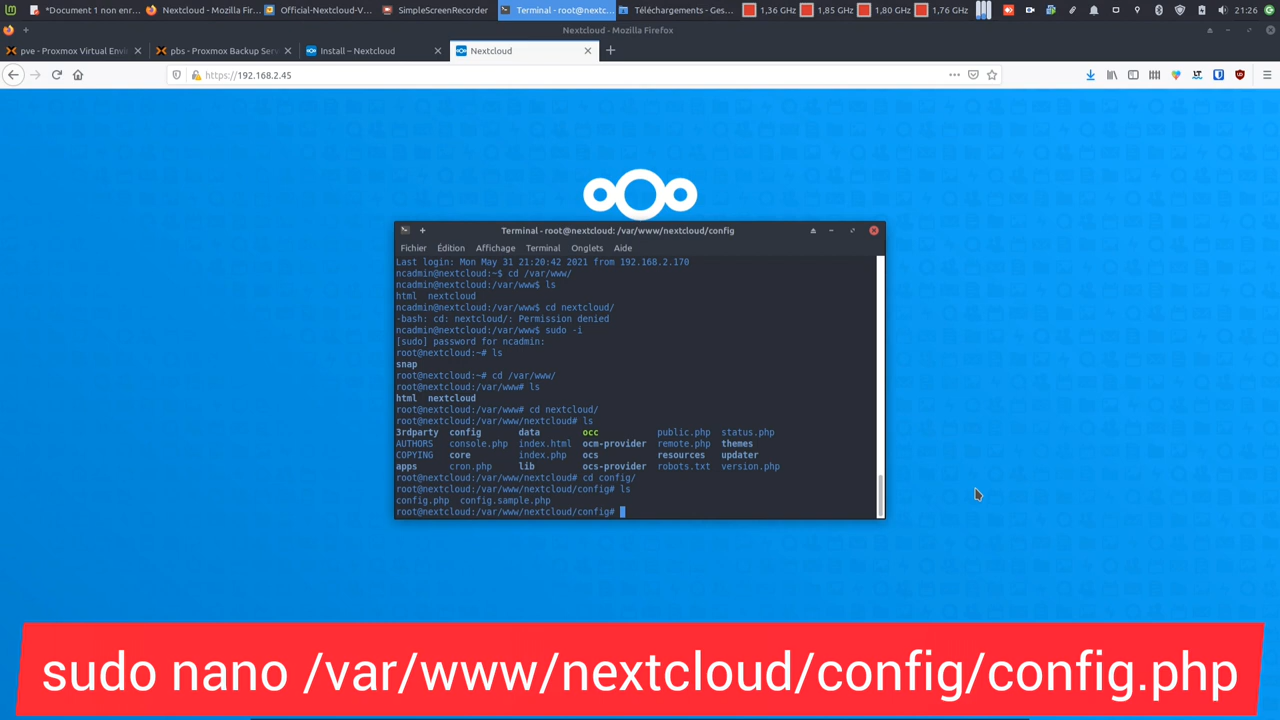 *Document 1 non enr...
Nextcloud - Mozilla Fir...
Official-Nextcloud-V...
SimpleScreenRecorder
Terminal - root@nextc...
Téléchargements - Ges...
1,36 GHz
1,85 GHz
1,80 GHz
1,76 GHz
21:26
Nextcloud - Mozilla Firefox
pve - Proxmox Virtual Envi
pbs - Proxmox Backup Serv
Install – Nextcloud
Nextcloud
https://192.168.2.45
Terminal - root@nextcloud: /var/www/nextcloud/config
Fichier Édition Affichage Terminal Onglets Aide
Last login: Mon May 31 21:20:42 2021 from 192.168.2.170
ncadmin@nextcloud:~$ cd /var/www/
ncadmin@nextcloud:/var/www$ ls
html nextcloud
ncadmin@nextcloud:/var/www$ cd nextcloud/
-bash: cd: nextcloud/: Permission denied
ncadmin@nextcloud:/var/www$ sudo -i
[sudo] password for ncadmin:
root@nextcloud:~# ls
snap
root@nextcloud:~# cd /var/www/
root@nextcloud:/var/www# ls
html nextcloud
root@nextcloud:/var/www# cd nextcloud/
root@nextcloud:/var/www/nextcloud# ls
3rdparty config data occ public.php status.php
AUTHORS console.php index.html ocm-provider remote.php themes
COPYING core index.php ocs resources updater
apps cron.php lib ocs-provider robots.txt version.php
root@nextcloud:/var/www/nextcloud# cd config/
root@nextcloud:/var/www/nextcloud/config# ls
config.php config.sample.php
root@nextcloud:/var/www/nextcloud/config#
sudo nano /var/www/nextcloud/config/config.php